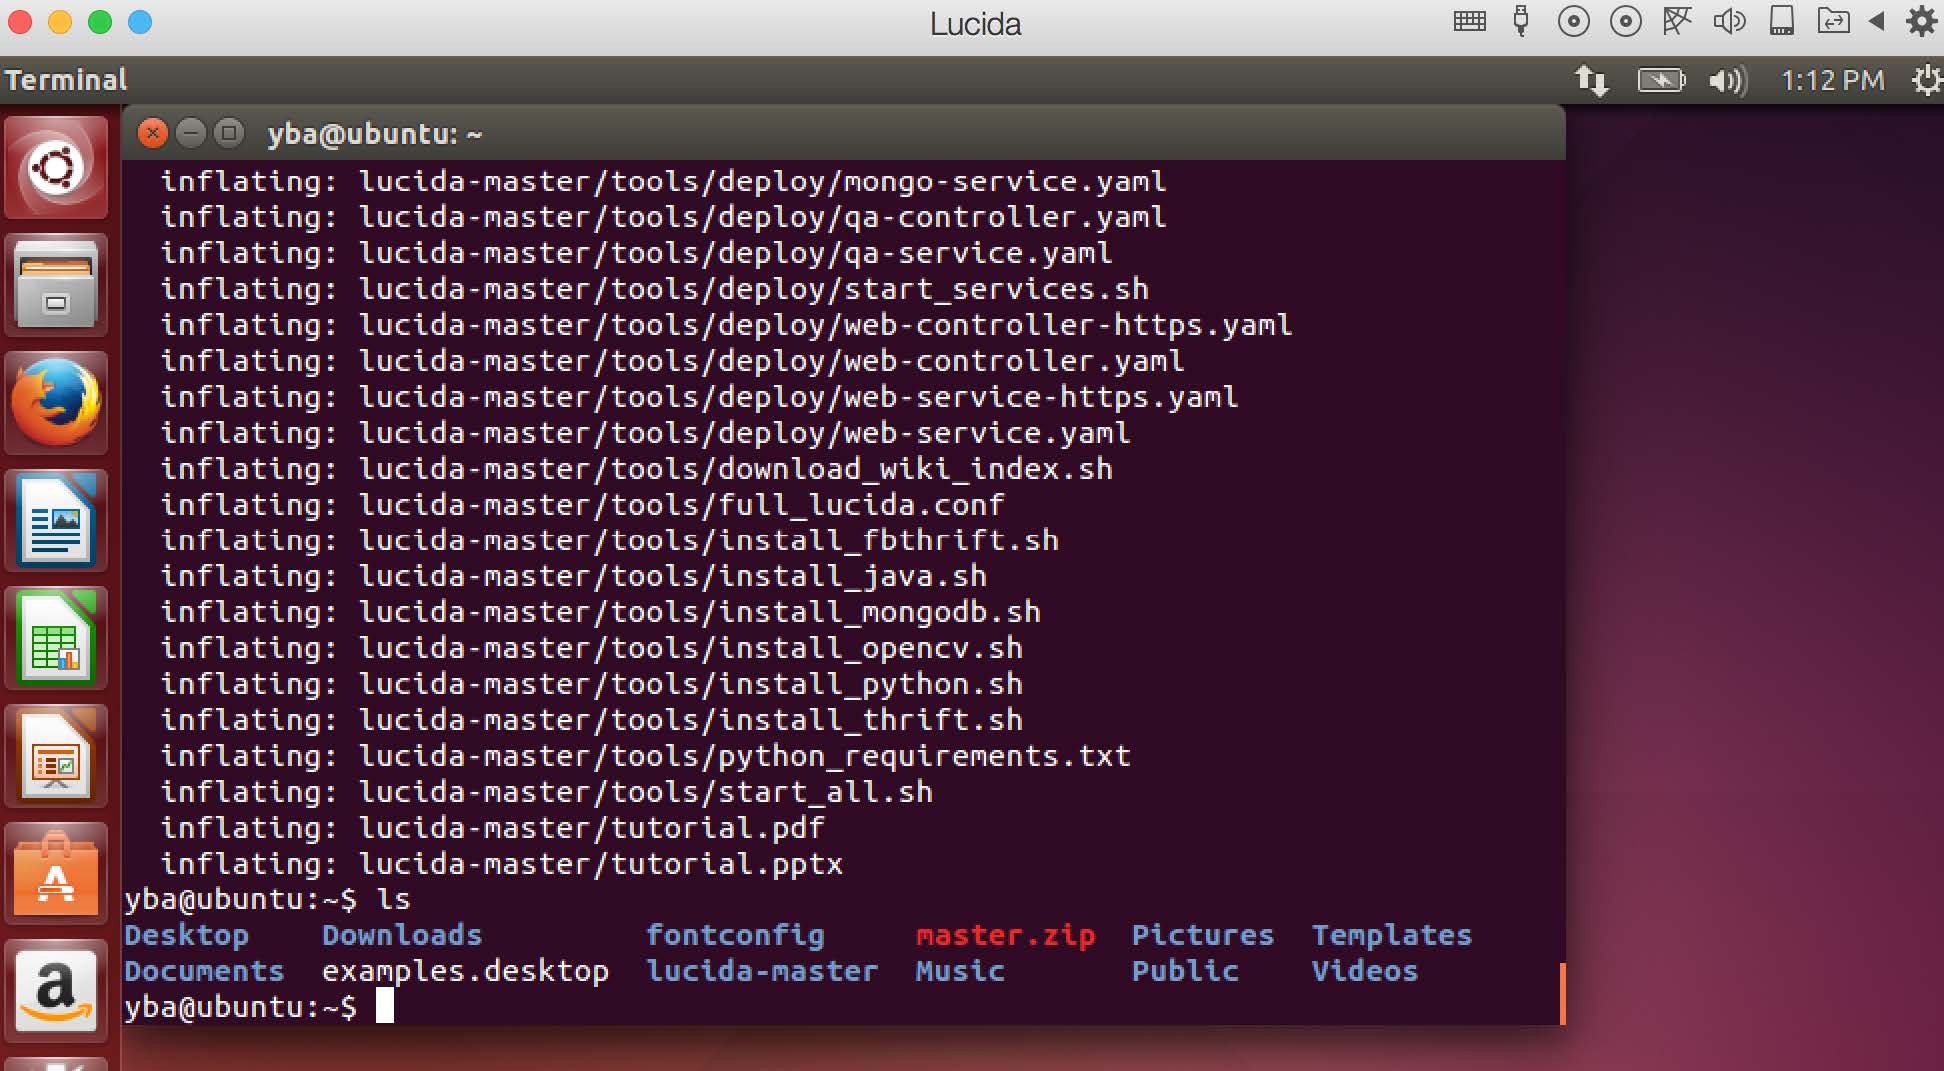 Lucida
Terminal
1:12 PM
yba@ubuntu: ~
inflating: lucida-master/tools/deploy/mongo-service.yaml
inflating: lucida-master/tools/deploy/qa-controller.yaml
inflating: lucida-master/tools/deploy/qa-service.yaml
inflating: lucida-master/tools/deploy/start_services.sh
inflating: lucida-master/tools/deploy/web-controller-https.yaml
inflating: lucida-master/tools/deploy/web-controller.yaml
inflating: lucida-master/tools/deploy/web-service-https.yaml
inflating: lucida-master/tools/deploy/web-service.yaml
inflating: lucida-master/tools/download_wiki_index.sh
inflating: lucida-master/tools/full_lucida.conf
inflating: lucida-master/tools/install_fbthrift.sh
inflating: lucida-master/tools/install_java.sh
inflating: lucida-master/tools/install_mongodb.sh
inflating: lucida-master/tools/install_opencv.sh
inflating: lucida-master/tools/install_python.sh
inflating: lucida-master/tools/install_thrift.sh
inflating: lucida-master/tools/python_requirements.txt
inflating: lucida-master/tools/start_all.sh
inflating: lucida-master/tutorial.pdf
inflating: lucida-master/tutorial.pptx
yba@ubuntu:~$ ls
Desktop Downloads fontconfig master.zip Pictures Templates
Documents examples.desktop lucida-master Music Public Videos
yba@ubuntu:~$